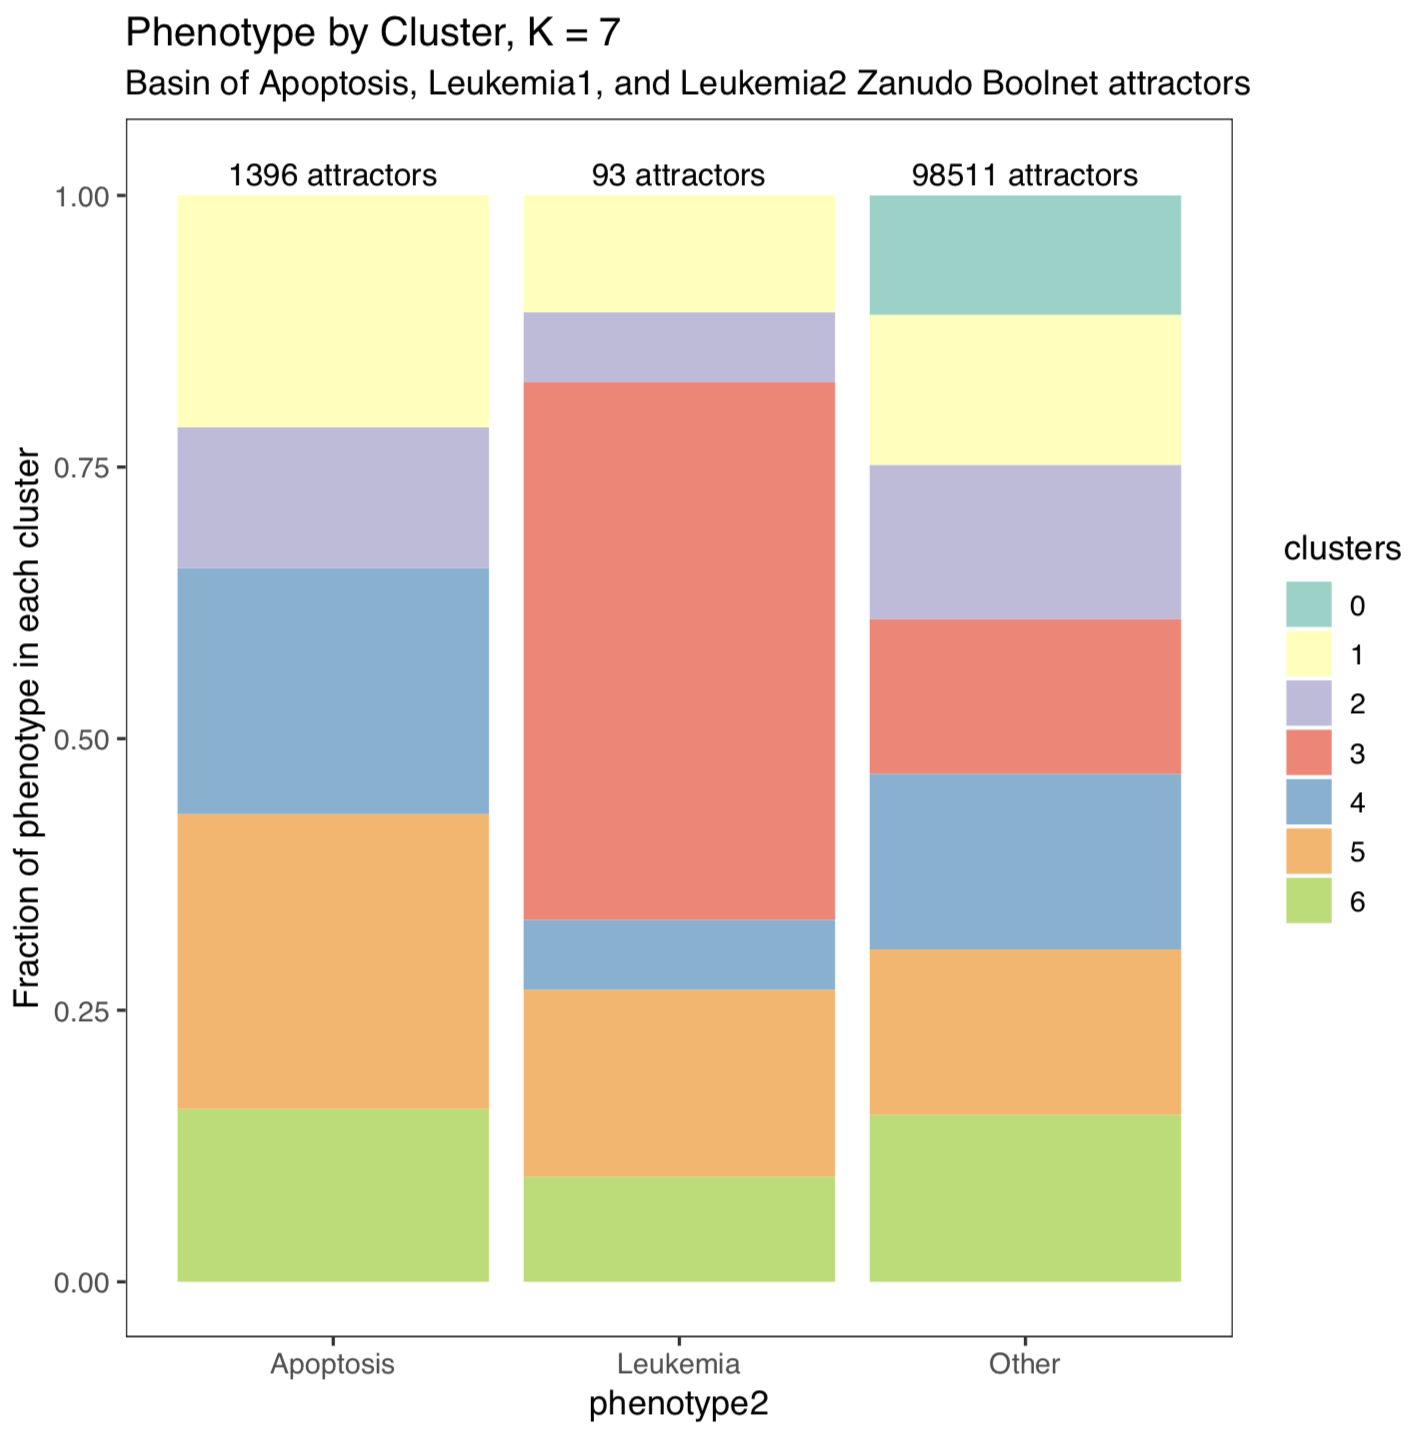 Phenotype by Cluster, K = 7
Basin of Apoptosis, Leukemia1, and Leukemia2 Zanudo Boolnet attractors
1396 attractors
93 attractors
98511 attractors
1.00
0.75
0.50
0.25
0.00
Fraction of phenotype in each cluster
Apoptosis
Leukemia
Other
phenotype2
clusters
0
1
2
3
4
5
6